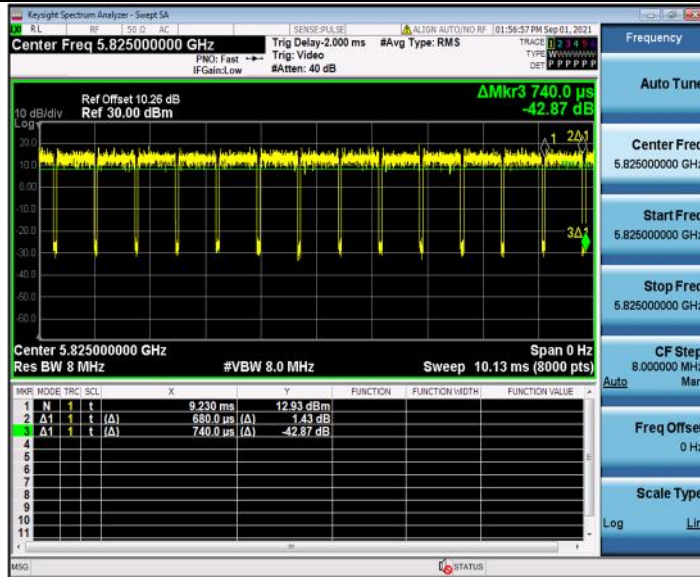 Keysight Spectrum Analyzer - Swept SA
RL RF 50 Ω AC SENSE:PULSE ALIGN AUTO/NO RF 01:56:57 PM Sep 01, 2021
Center Freq 5.825000000 GHz
PNO: Fast
IFGain:Low
Trig Delay-2.000 ms
Trig: Video
#Atten: 40 dB
#Avg Type: RMS
TRACE 1 2 3 4 5 6
TYPE WWWWWW
DET P P P P P P
ΔMkr3 740.0 µs
-42.87 dB
Ref Offset 10.26 dB
10 dB/div Ref 30.00 dBm
Log
20.0
10.0
0.00
-10.0
-20.0
-30.0
-40.0
-50.0
-60.0
1
2Δ1
3Δ1
Center 5.825000000 GHz Span 0 Hz
Res BW 8 MHz #VBW 8.0 MHz Sweep 10.13 ms (8000 pts)
MKR MODE TRC SCL X Y FUNCTION FUNCTION WIDTH FUNCTION VALUE
1 N 1 t 9.230 ms 12.93 dBm
2 Δ1 1 t (Δ) 680.0 µs (Δ) 1.43 dB
3 Δ1 1 t (Δ) 740.0 µs (Δ) -42.87 dB
4
5
6
7
8
9
10
11
MSG STATUS
Frequency
Auto Tune
Center Freq
5.825000000 GHz
Start Freq
5.825000000 GHz
Stop Freq
5.825000000 GHz
CF Step
8.000000 MHz
Auto Man
Freq Offset
0 Hz
Scale Type
Log Lin